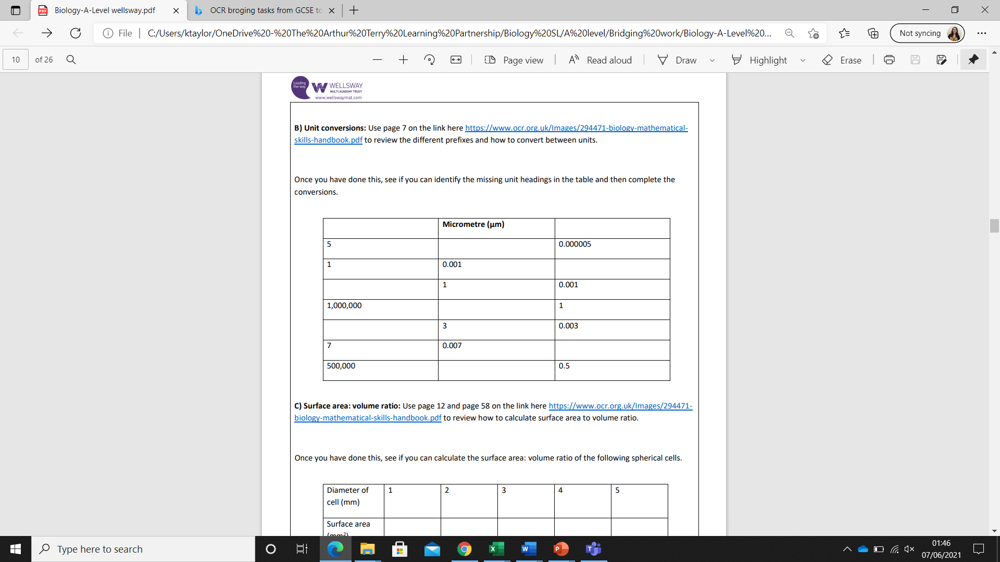 Biology-A-Level wellsway.pdf
OCR broging tasks from GCSE to
File
C:/Users/ktaylor/OneDrive%20-%20The%20Arthur%20Terry%20Learning%20Partnership/Biology%20SL/A%20level/Bridging%20work/Biology-A-Level%20...
Not syncing
10 of 26
Page view
Read aloud
Draw
Highlight
Erase
Leading
the way
WELLSWAY
MULTI ACADEMY TRUST
www.wellswaymat.com
B) Unit conversions: Use page 7 on the link here https://www.ocr.org.uk/Images/294471-biology-mathematical-
skills-handbook.pdf to review the different prefixes and how to convert between units.
Once you have done this, see if you can identify the missing unit headings in the table and then complete the
conversions.
Micrometre (µm)
5 0.000005
1 0.001
1 0.001
1,000,000 1
3 0.003
7 0.007
500,000 0.5
C) Surface area: volume ratio: Use page 12 and page 58 on the link here https://www.ocr.org.uk/Images/294471-
biology-mathematical-skills-handbook.pdf to review how to calculate surface area to volume ratio.
Once you have done this, see if you can calculate the surface area: volume ratio of the following spherical cells.
Diameter of 1 2 3 4 5
cell (mm)
Surface area
(mm²)
Type here to search
01:46
07/06/2021